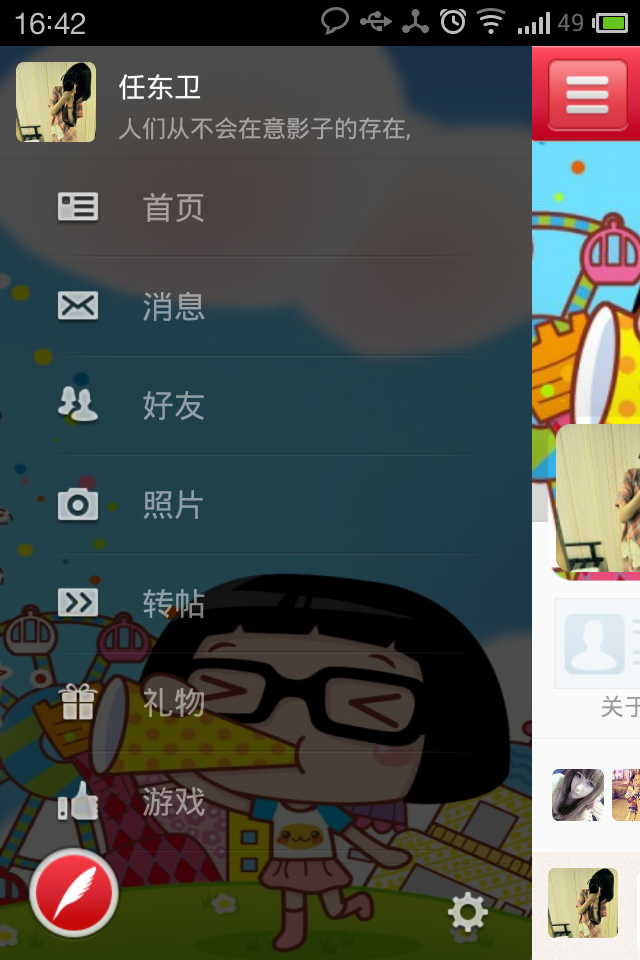 16:42
49
任东卫
人们从不会在意影子的存在,
首页
消息
好友
照片
转帖
礼物
游戏
关于